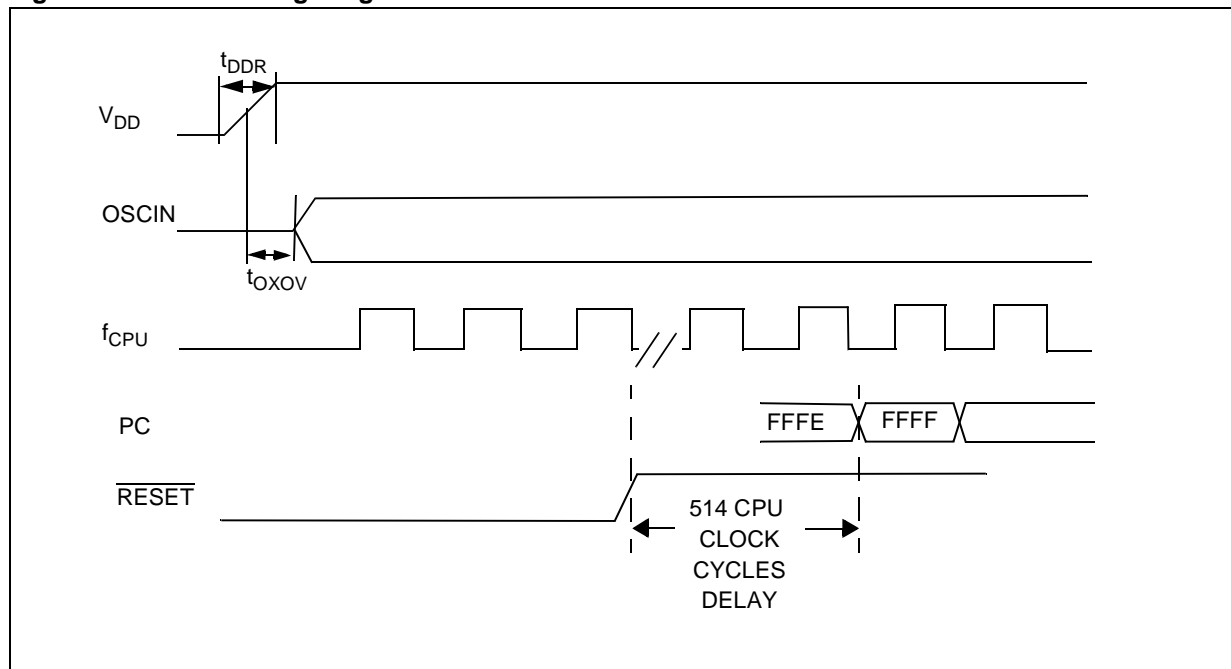 tDDR
VDD
OSCIN
tOXOV
fCPU
PC
FFFE
FFFF
RESET
514 CPU
CLOCK
CYCLES
DELAY